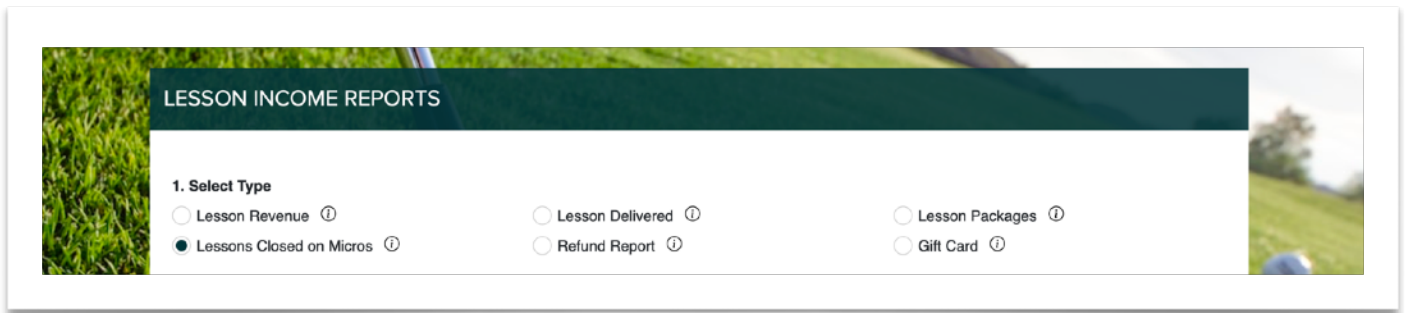 LESSON INCOME REPORTS
1. Select Type
Lesson Revenue Lesson Delivered Lesson Packages
Lessons Closed on Micros Refund Report Gift Card